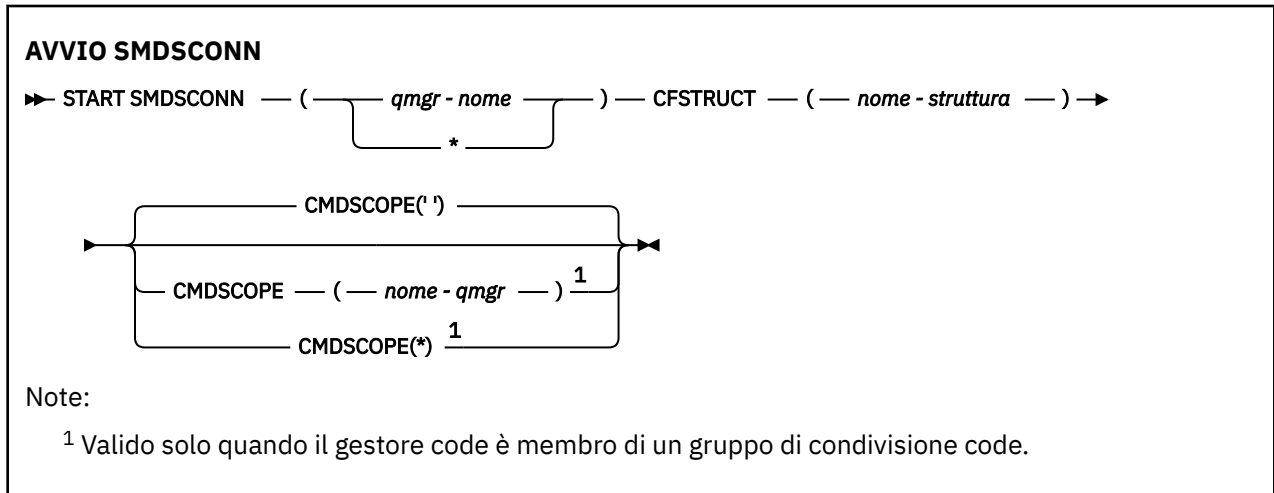 AVVIO SMDSCONN
START SMDSCONN ( qmgr - nome ) CFSTRUCT ( nome - struttura )
*
CMDSCOPE(' ')
CMDSCOPE ( nome - qmgr ) 1
CMDSCOPE(*) 1
Note:
1 Valido solo quando il gestore code è membro di un gruppo di condivisione code.